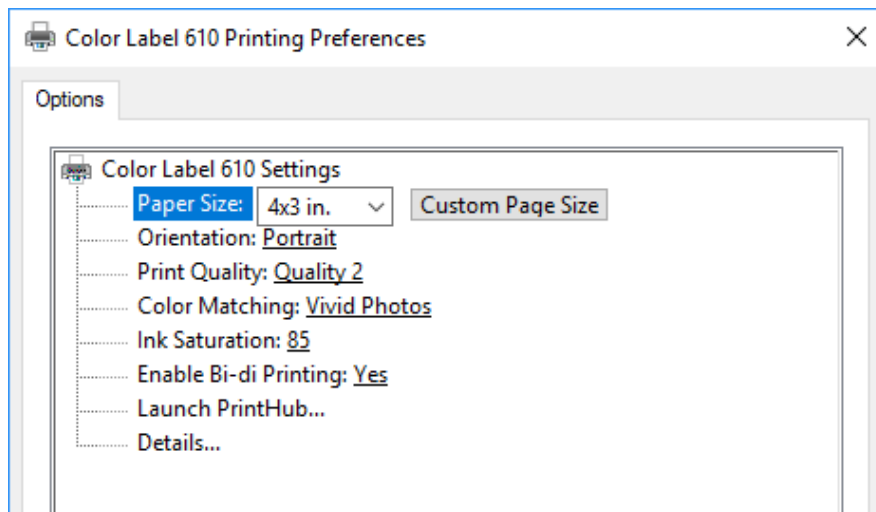 Color Label 610 Printing Preferences
Options
Color Label 610 Settings
Paper Size: 4x3 in. Custom Page Size
Orientation: Portrait
Print Quality: Quality 2
Color Matching: Vivid Photos
Ink Saturation: 85
Enable Bi-di Printing: Yes
Launch PrintHub...
Details...